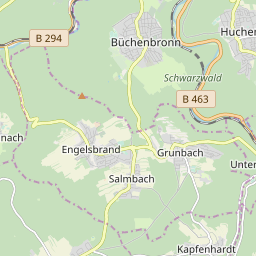 B 294
Büchenbronn
Huchen
Schwarzwald
B 463
nach
Engelsbrand
Grunbach
Unter
Salmbach
Kapfenhardt